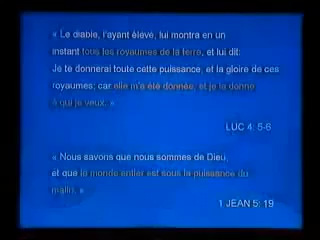 « Le diable, l'ayant élevé, lui montra en un
instant tous les royaumes de la terre, et lui dit:
Je te donnerai toute cette puissance, et la gloire de ces
royaumes; car elle m'a été donnée, et je la donne
à qui je veux. »
LUC 4: 5-6
« Nous savons que nous sommes de Dieu,
et que le monde entier est sous la puissance du
malin. »
1 JEAN 5: 19